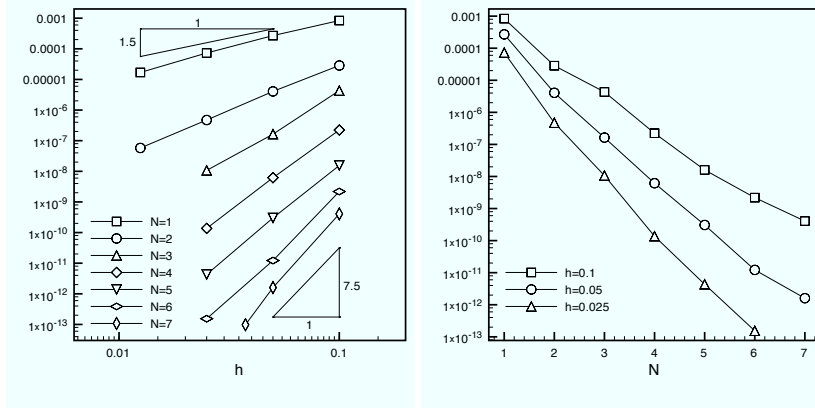 0.001
0.0001
0.00001
1×10⁻⁶
1×10⁻⁷
1×10⁻⁸
1×10⁻⁹
1×10⁻¹⁰
1×10⁻¹¹
1×10⁻¹²
1×10⁻¹³
1
1.5
N=1
N=2
N=3
N=4
N=5
N=6
N=7
7.5
1
0.01
0.1
h
0.001
0.0001
0.00001
1×10⁻⁶
1×10⁻⁷
1×10⁻⁸
1×10⁻⁹
1×10⁻¹⁰
1×10⁻¹¹
1×10⁻¹²
1×10⁻¹³
h=0.1
h=0.05
h=0.025
1 2 3 4 5 6 7
N